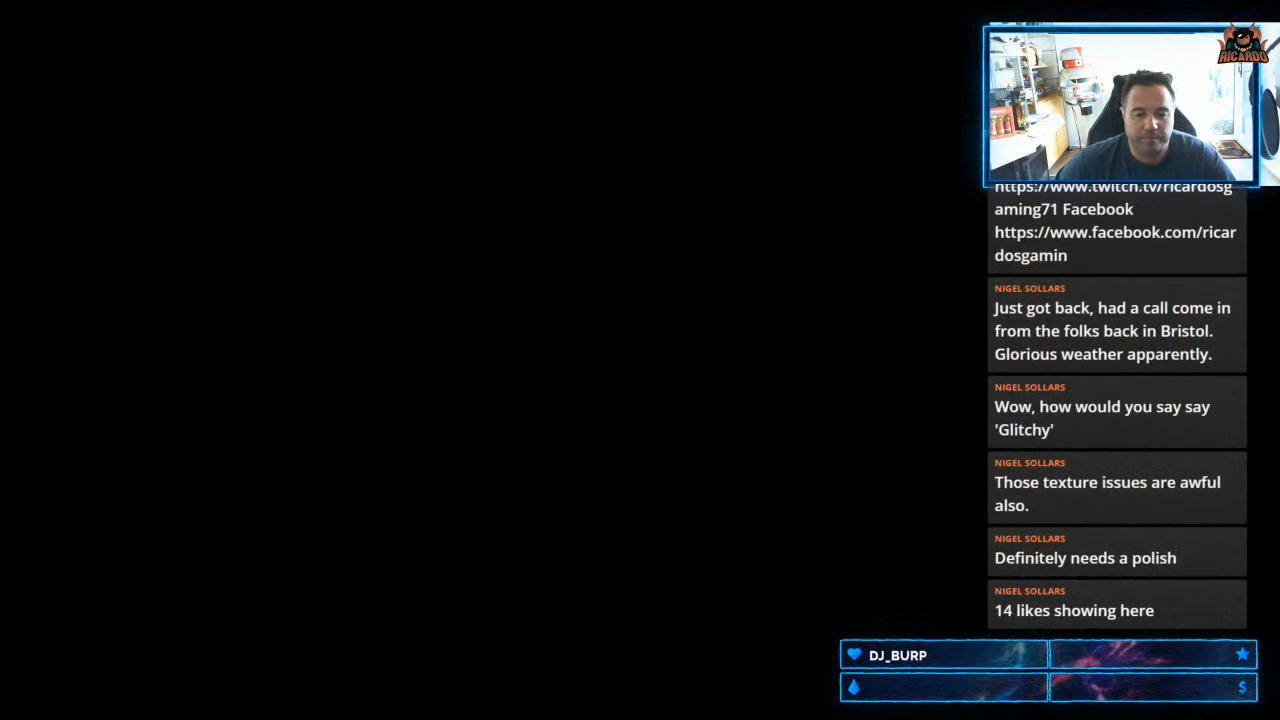 RICARDO
https://www.twitch.tv/ricardosg
aming71 Facebook
https://www.facebook.com/ricar
dosgamin
NIGEL SOLLARS
Just got back, had a call come in
from the folks back in Bristol.
Glorious weather apparently.
NIGEL SOLLARS
Wow, how would you say say
'Glitchy'
NIGEL SOLLARS
Those texture issues are awful
also.
NIGEL SOLLARS
Definitely needs a polish
NIGEL SOLLARS
14 likes showing here
DJ_BURP
$